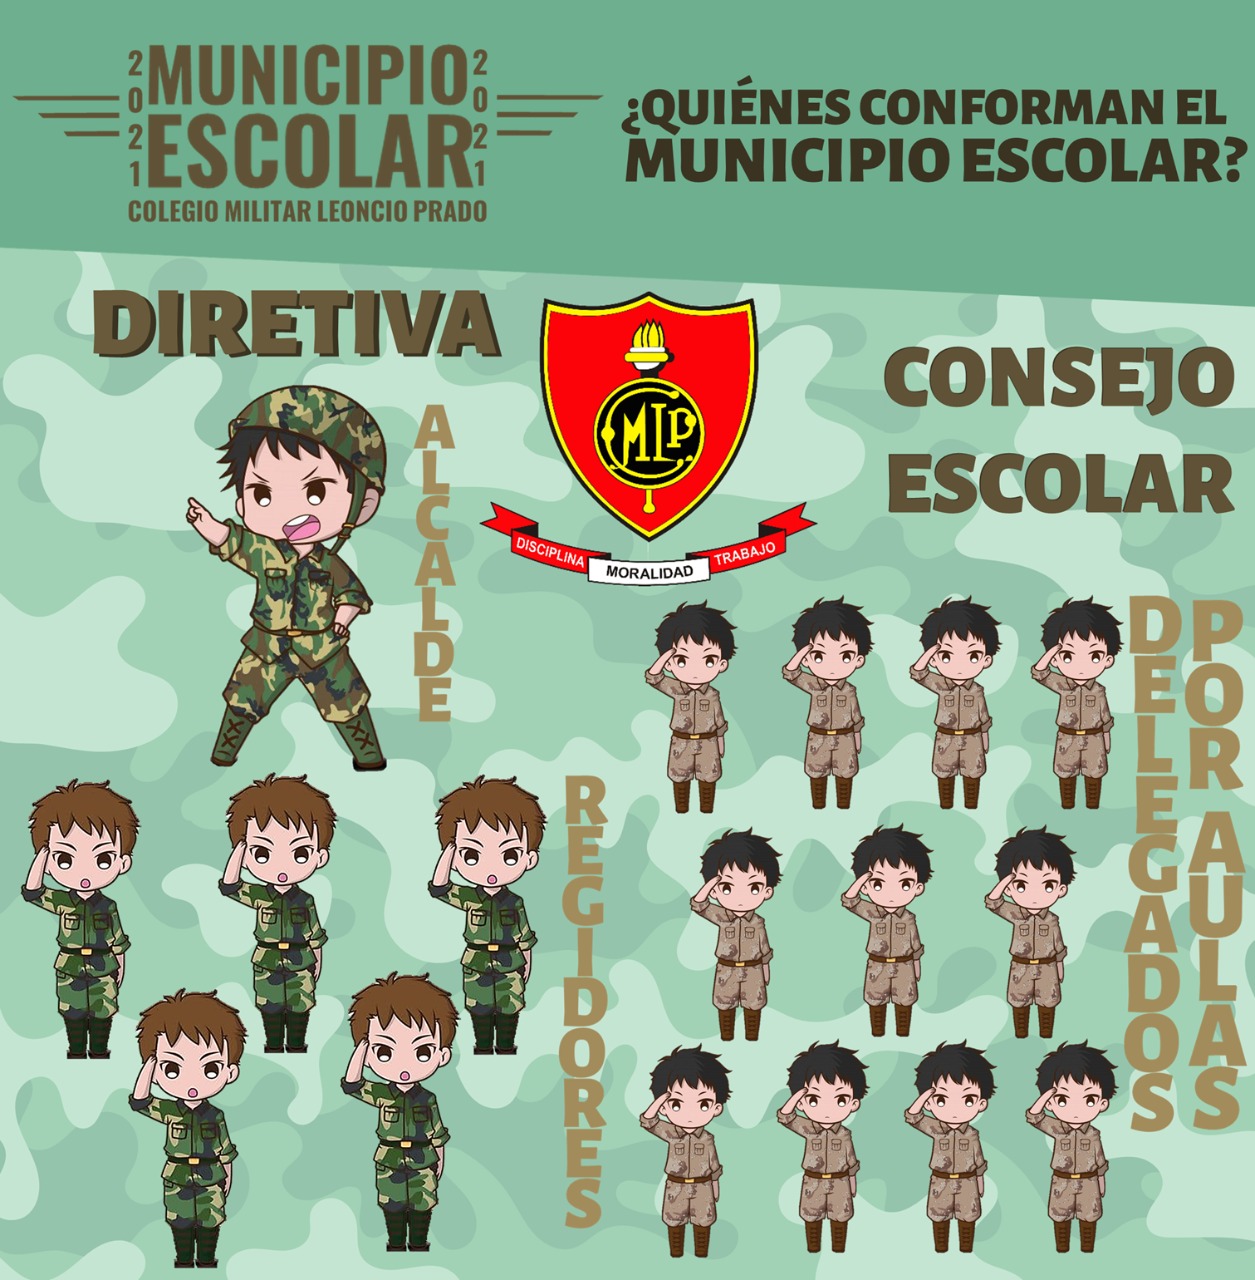 2021
MUNICIPIO
ESCOLAR
2021
COLEGIO MILITAR LEONCIO PRADO
¿QUIÉNES CONFORMAN EL
MUNICIPIO ESCOLAR?
DIRETIVA
ALCALDE
CMLP
DISCIPLINA
MORALIDAD
TRABAJO
CONSEJO
ESCOLAR
REGIDORES
DELEGADOS
POR AULAS